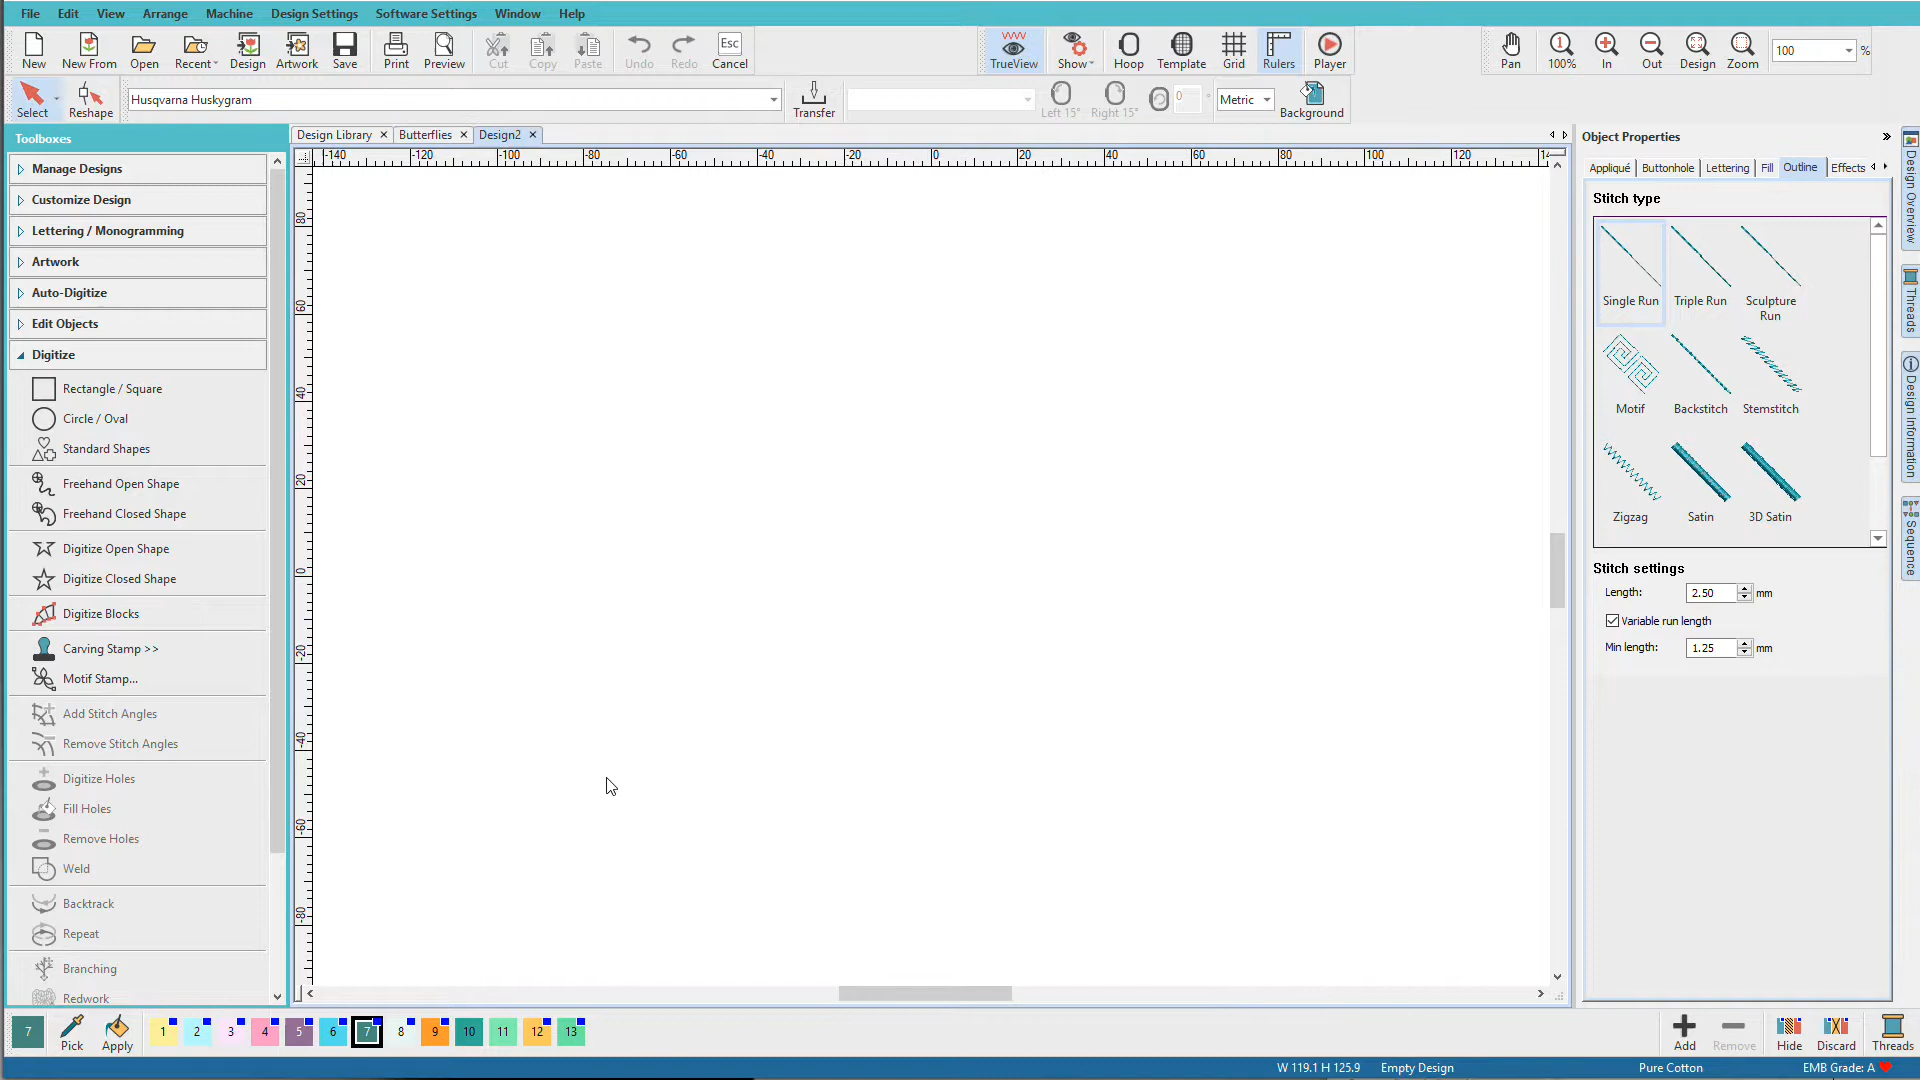 File Edit View Arrange Machine Design Settings Software Settings Window Help
New New From Open Recent Design Artwork Save Print Preview Cut Copy Paste Undo Redo Esc Cancel TrueView Show Hoop Template Grid Rulers Player Pan 1 100% In Out Design Zoom 100 %
Select Reshape Husqvarna Huskygram Transfer Left 15° Right 15° 0 ° Metric Background
Toolboxes
Design Library Butterflies Design2
Object Properties
-140 -120 -100 -80 -60 -40 -20 0 20 40 60 80 100 120
80
60
40
20
0
-20
-40
-60
-80
Manage Designs
Customize Design
Lettering / Monogramming
Artwork
Auto-Digitize
Edit Objects
Digitize
Rectangle / Square
Circle / Oval
Standard Shapes
Freehand Open Shape
Freehand Closed Shape
Digitize Open Shape
Digitize Closed Shape
Digitize Blocks
Carving Stamp >>
Motif Stamp...
Add Stitch Angles
Remove Stitch Angles
Digitize Holes
Fill Holes
Remove Holes
Weld
Backtrack
Repeat
Branching
Redwork
Appliqué Buttonhole Lettering Fill Outline Effects
Stitch type
Single Run Triple Run Sculpture Run
Motif Backstitch Stemstitch
Zigzag Satin 3D Satin
Stitch settings
Length: 2.50 mm
Variable run length
Min length: 1.25 mm
Design Overview
Threads
Design Information
Sequence
7 Pick Apply 1 2 3 4 5 6 7 8 9 10 11 12 13 Add Remove Hide Discard Threads
W 119.1 H 125.9 Empty Design Pure Cotton EMB Grade: A